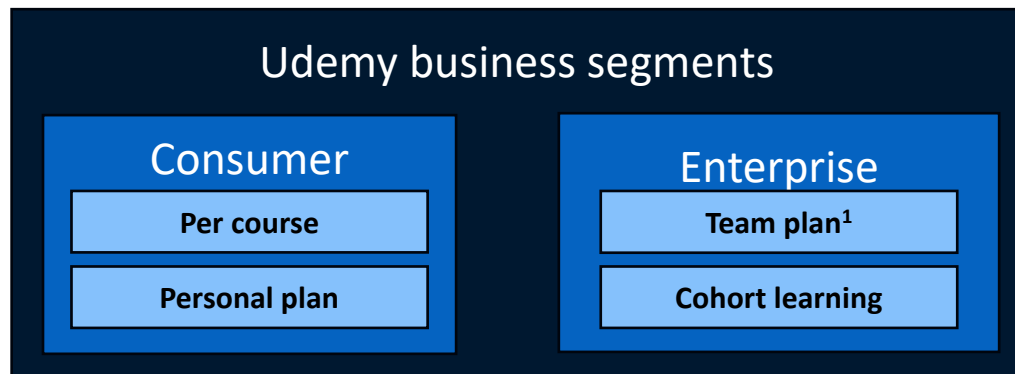 Udemy business segments
Consumer
Per course
Personal plan
Enterprise
Team plan¹
Cohort learning